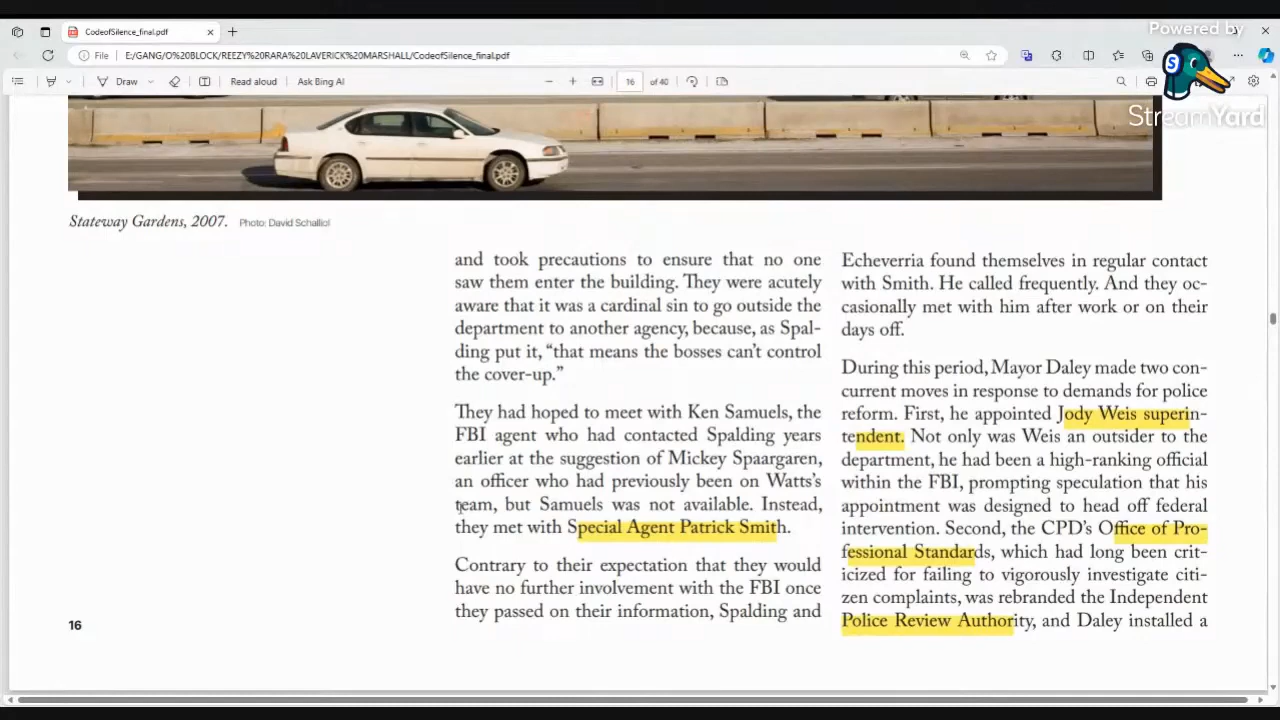 Powered by
StreamYard
CodeofSilence_final.pdf
File
E:/GANG/O%20BLOCK/REEZY%20RARA%20LAVERICK%20MARSHALL/CodeofSilence_final.pdf
Draw
Read aloud
Ask Bing AI
16 of 40
Stateway Gardens, 2007. Photo: David Schalliol
and took precautions to ensure that no one
saw them enter the building. They were acutely
aware that it was a cardinal sin to go outside the
department to another agency, because, as Spal-
ding put it, “that means the bosses can’t control
the cover-up.”
They had hoped to meet with Ken Samuels, the
FBI agent who had contacted Spalding years
earlier at the suggestion of Mickey Spaargaren,
an officer who had previously been on Watts’s
team, but Samuels was not available. Instead,
they met with Special Agent Patrick Smith.
Contrary to their expectation that they would
have no further involvement with the FBI once
they passed on their information, Spalding and
Echeverria found themselves in regular contact
with Smith. He called frequently. And they oc-
casionally met with him after work or on their
days off.
During this period, Mayor Daley made two con-
current moves in response to demands for police
reform. First, he appointed Jody Weis superin-
tendent. Not only was Weis an outsider to the
department, he had been a high-ranking official
within the FBI, prompting speculation that his
appointment was designed to head off federal
intervention. Second, the CPD’s Office of Pro-
fessional Standards, which had long been crit-
icized for failing to vigorously investigate citi-
zen complaints, was rebranded the Independent
Police Review Authority, and Daley installed a
16